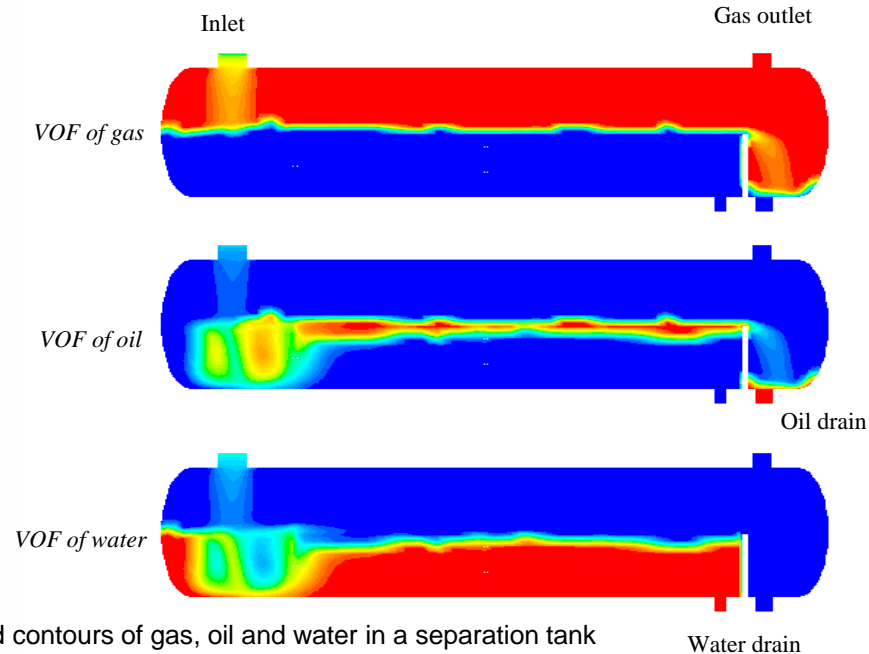 Inlet
Gas outlet
VOF of gas
VOF of oil
Oil drain
VOF of water
contours of gas, oil and water in a separation tank
Water drain